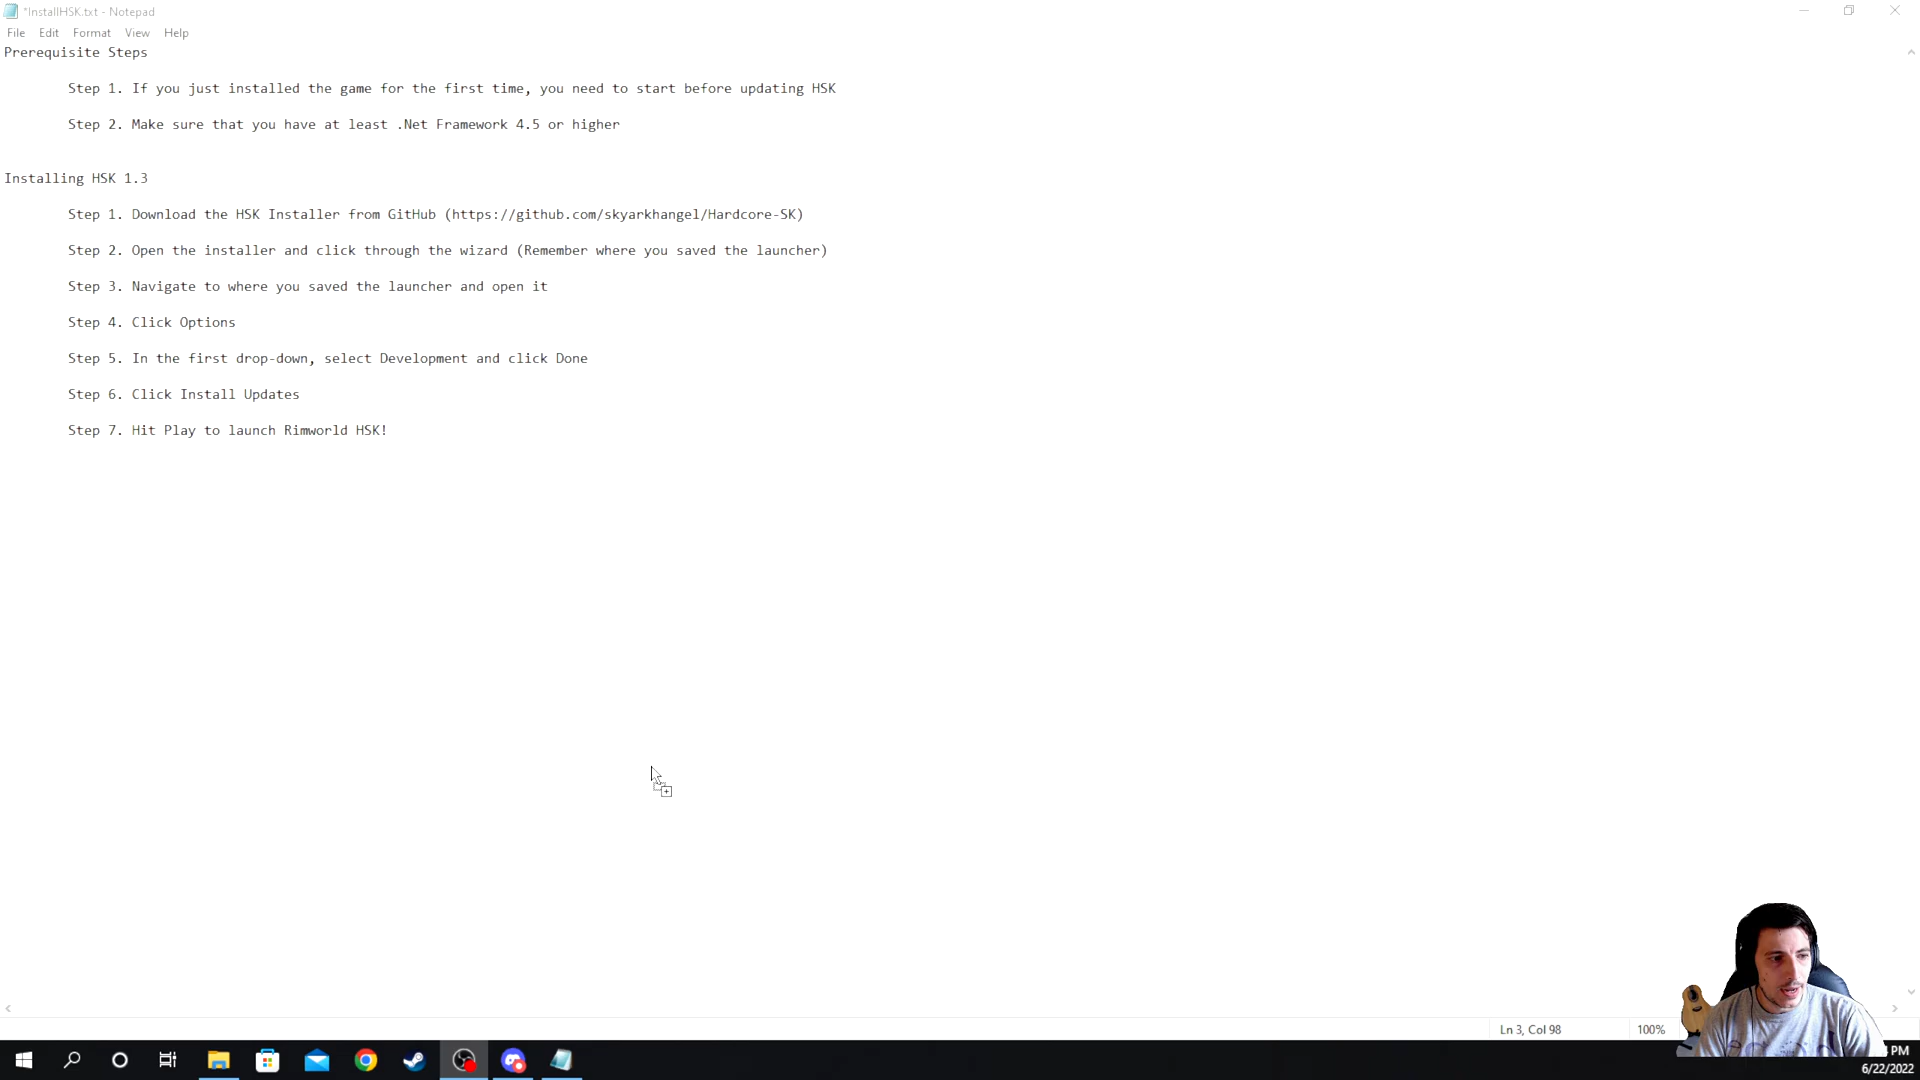 *InstallHSK.txt - Notepad
File Edit Format View Help
Prerequisite Steps
Step 1. If you just installed the game for the first time, you need to start before updating HSK
Step 2. Make sure that you have at least .Net Framework 4.5 or higher
Installing HSK 1.3
Step 1. Download the HSK Installer from GitHub (https://github.com/skyarkhangel/Hardcore-SK)
Step 2. Open the installer and click through the wizard (Remember where you saved the launcher)
Step 3. Navigate to where you saved the launcher and open it
Step 4. Click Options
Step 5. In the first drop-down, select Development and click Done
Step 6. Click Install Updates
Step 7. Hit Play to launch Rimworld HSK!
Ln 3, Col 98 100%
PM
6/22/2022